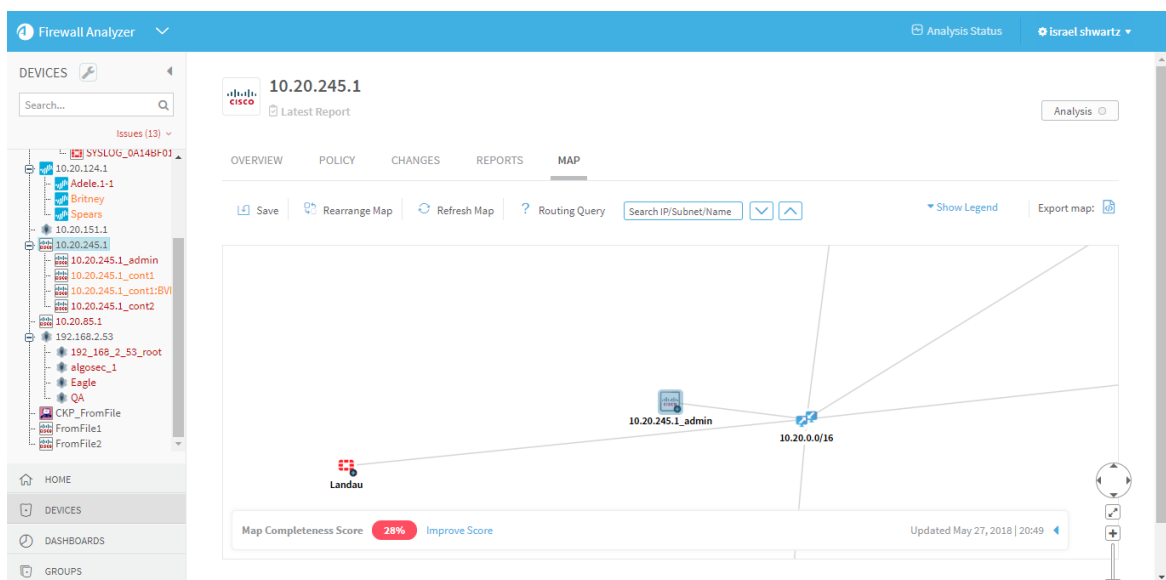 Firewall Analyzer
Analysis Status
israel shwartz
DEVICES
Search...
Issues (13)
SYSLOG_0A14BF01
10.20.124.1
Adele.1-1
Britney
Spears
10.20.151.1
10.20.245.1
10.20.245.1_admin
10.20.245.1_cont1
10.20.245.1_cont1:BVI
10.20.245.1_cont2
10.20.85.1
192.168.2.53
192_168_2_53_root
algosec_1
Eagle
QA
CKP_FromFile
FromFile1
FromFile2
HOME
DEVICES
DASHBOARDS
GROUPS
CISCO
10.20.245.1
Latest Report
Analysis
OVERVIEW POLICY CHANGES REPORTS MAP
Save Rearrange Map Refresh Map ? Routing Query Search IP/Subnet/Name Show Legend Export map:
10.20.245.1_admin
10.20.0.0/16
Landau
Map Completeness Score 28% Improve Score Updated May 27, 2018 | 20:49